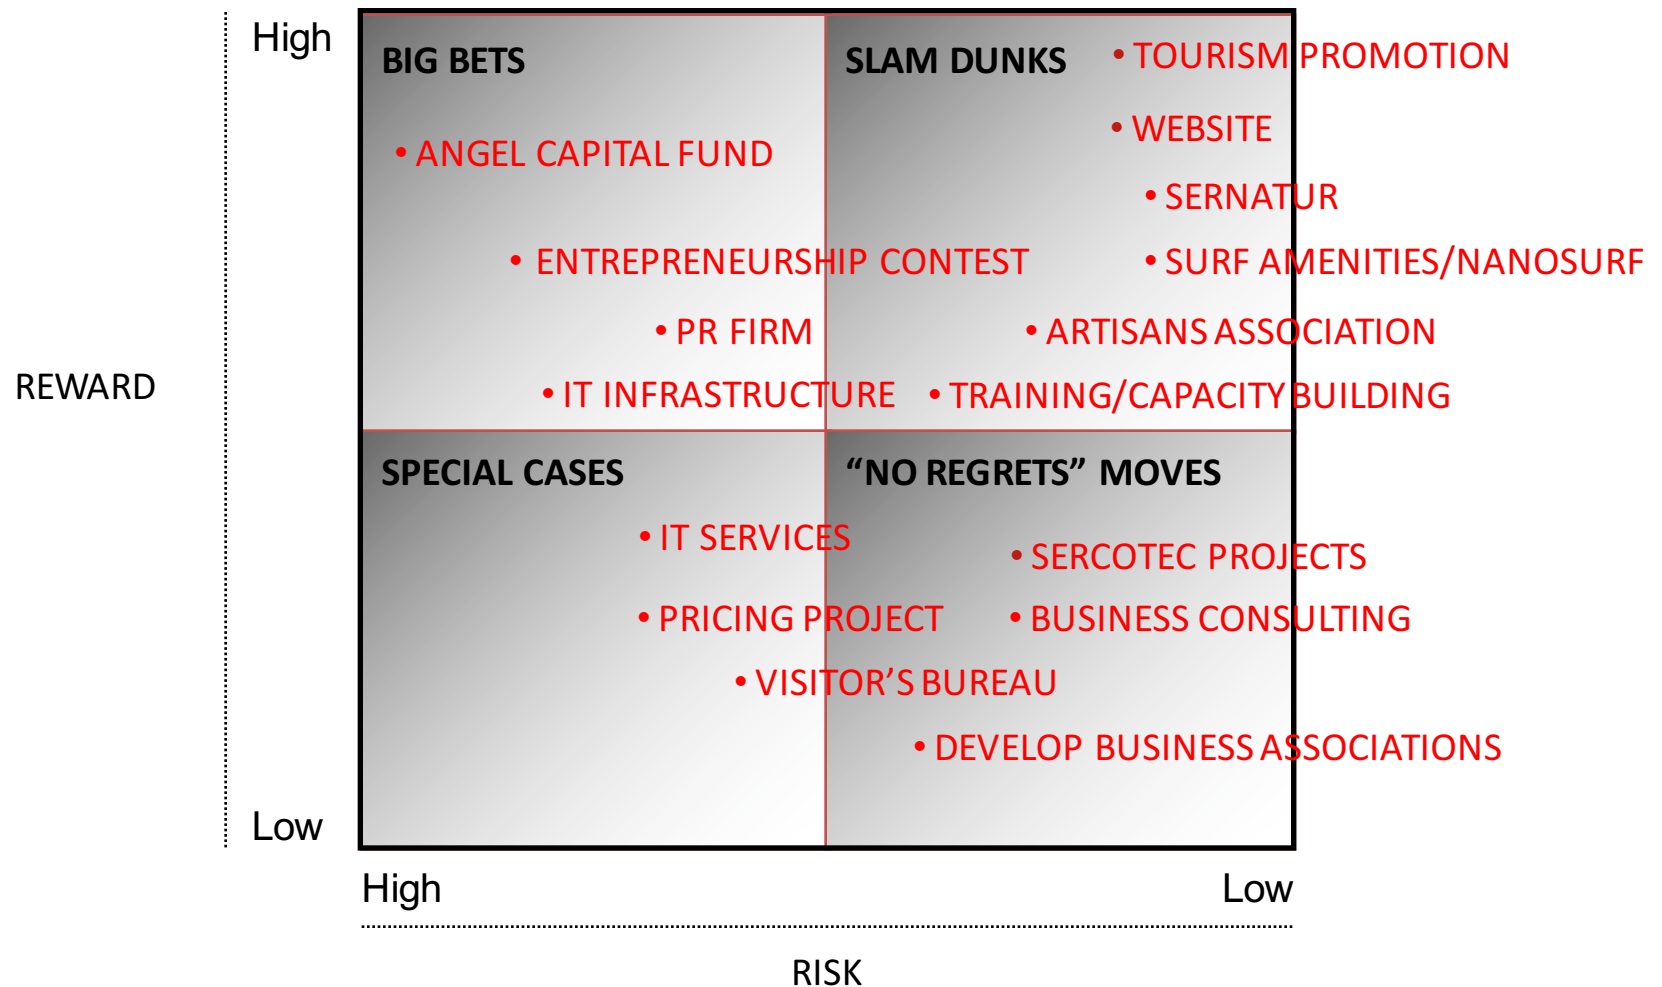 High
BIG BETS
SLAM DUNKS
• TOURISM PROMOTION
• WEBSITE
• ANGEL CAPITAL FUND
• SERNATUR
• ENTREPRENEURSHIP CONTEST
• SURF AMENITIES/NANOSURF
• PR FIRM
• ARTISANS ASSOCIATION
REWARD
• IT INFRASTRUCTURE
• TRAINING/CAPACITY BUILDING
SPECIAL CASES
“NO REGRETS” MOVES
• IT SERVICES
• SERCOTEC PROJECTS
• PRICING PROJECT
• BUSINESS CONSULTING
• VISITOR’S BUREAU
• DEVELOP BUSINESS ASSOCIATIONS
Low
High
Low
RISK